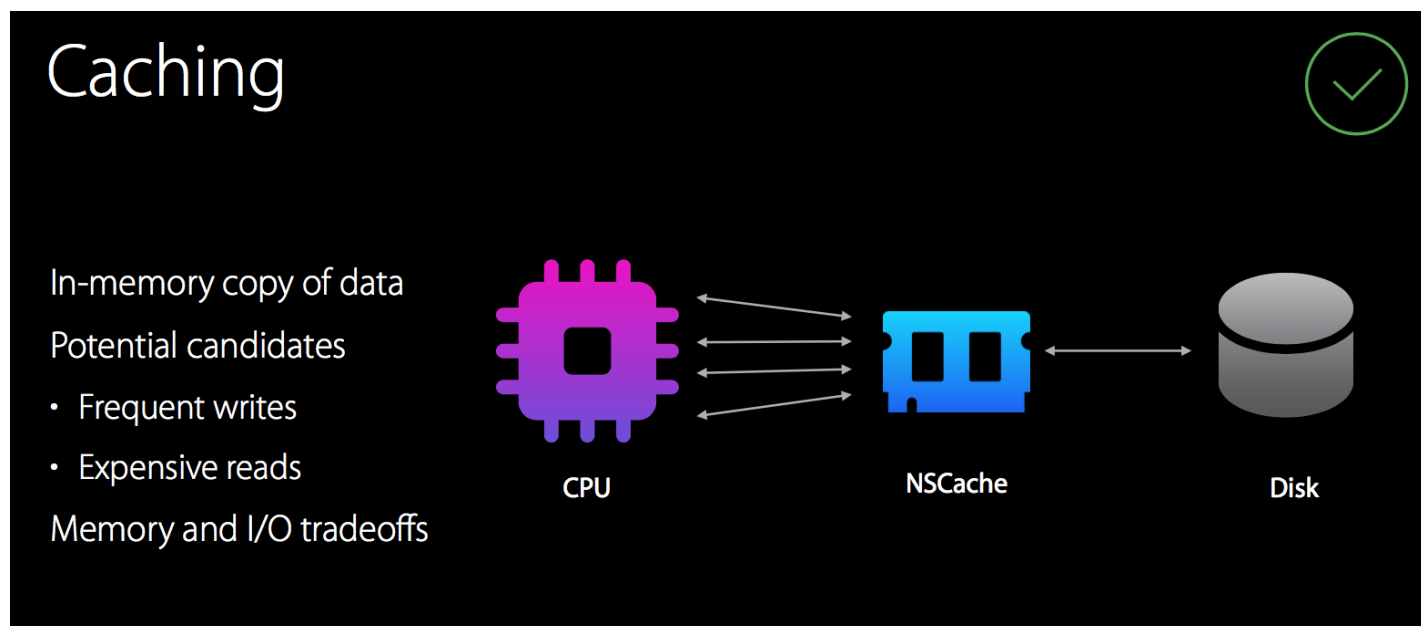 Caching
In-memory copy of data
Potential candidates
• Frequent writes
• Expensive reads
Memory and I/O tradeoffs
CPU
NSCache
Disk